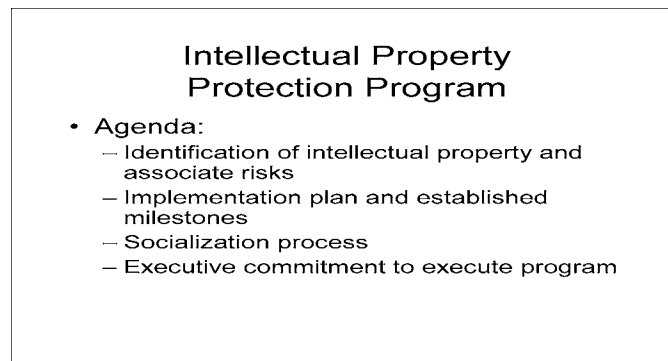 Intellectual Property
Protection Program
• Agenda:
– Identification of intellectual property and
associate risks
– Implementation plan and established
milestones
– Socialization process
– Executive commitment to execute program